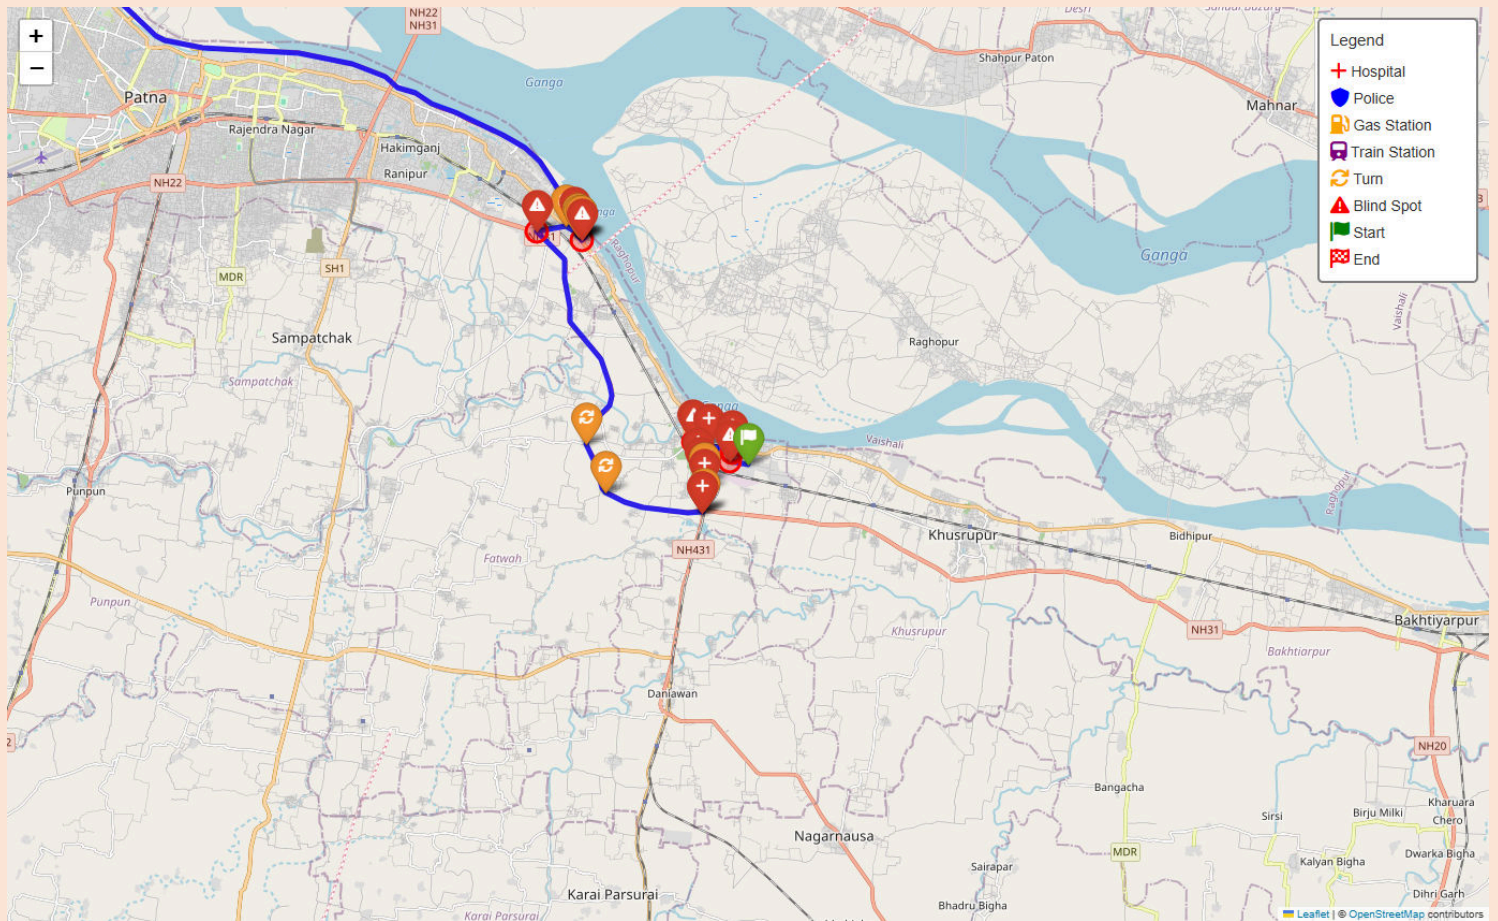 +
−
NH22
NH31
Ganga
Desri
Shahpur Paton
Mahnar
Patna
Rajendra Nagar
Hakimganj
Ranipur
NH22
Raghopur
Ganga
MDR
SH1
Sampatchak
Sampatchak
Raghopur
Vaishali
Vaishali
Raghopur
Punpun
Khusrupur
Bidhipur
Fatwah
NH431
Punpun
Khusrupur
NH31
Bakhtiyarpur
Bakhtiarpur
Daniawan
NH20
Bangacha
Kharuara
Chero
Sirsi
Birju Milki
Nagarnausa
MDR
Kalyan Bigha
Dwarka Bigha
Sairapar
Karai Parsurai
Dihri Garh
Bhadru Bigha
Karai Parsurai
Legend
Hospital
Police
Gas Station
Train Station
Turn
Blind Spot
Start
End
Leaflet | © OpenStreetMap contributors